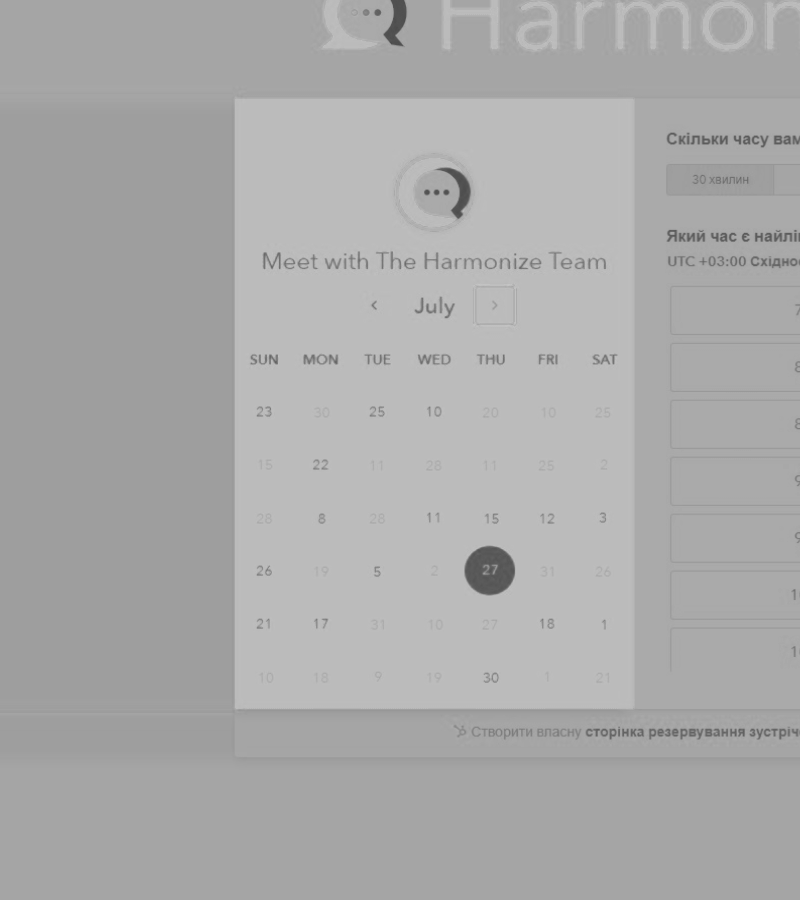 Harmon
Meet with The Harmonize Team
July
SUN MON TUE WED THU FRI SAT
23 30 25 10 20 10 25
15 22 11 28 11 25 2
28 8 28 11 15 12 3
26 19 5 2 27 31 26
21 17 31 10 27 18 1
10 18 9 19 30 1 21
Скільки часу вам
30 хвилин
Який час є найлі
UTC +03:00 Східно
7
8
8
9
9
1
1
Створити власну сторінка резервування зустріч